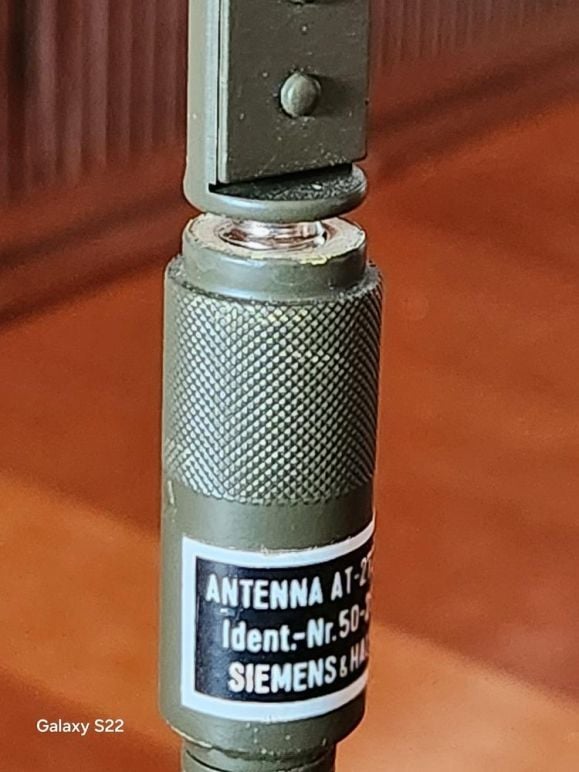 ANTENNA AT-2
Ident.-Nr. 50-
SIEMENS & HA
Galaxy S22